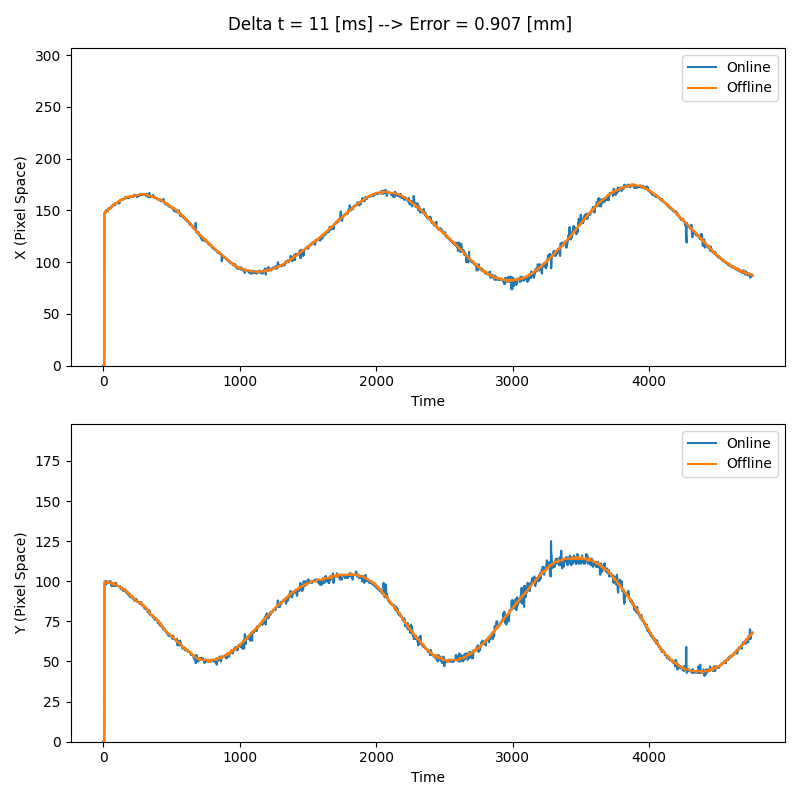 Delta t = 11 [ms] --> Error = 0.907 [mm]
300
250
200
150
100
50
0
X (Pixel Space)
Online
Offline
0 1000 2000 3000 4000
Time
175
150
125
100
75
50
25
0
Y (Pixel Space)
Online
Offline
0 1000 2000 3000 4000
Time